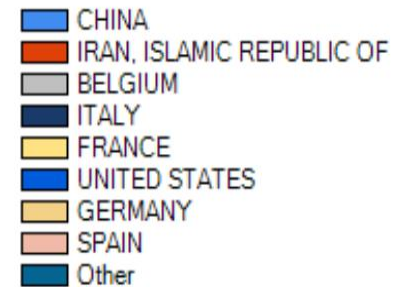 CHINA
IRAN, ISLAMIC REPUBLIC OF
BELGIUM
ITALY
FRANCE
UNITED STATES
GERMANY
SPAIN
Other